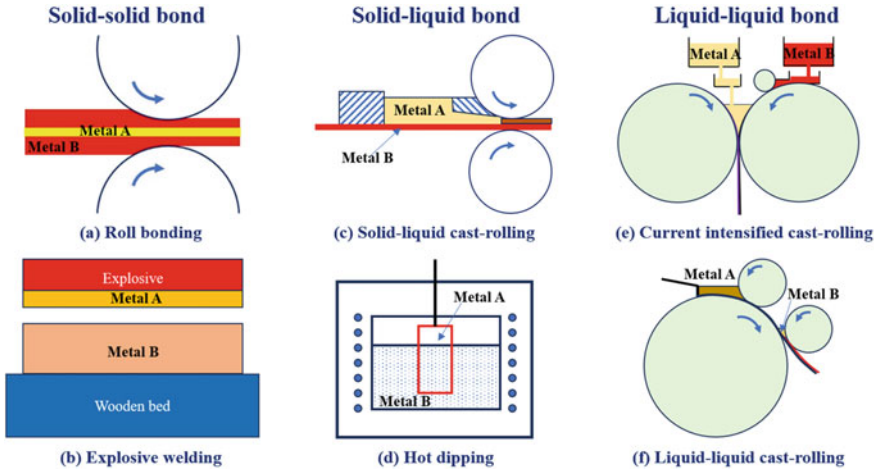 Solid-solid bond
Solid-liquid bond
Liquid-liquid bond
Metal A
Metal B
(a) Roll bonding
Metal A
Metal B
(c) Solid-liquid cast-rolling
Metal A
Metal B
(e) Current intensified cast-rolling
Explosive
Metal A
Metal B
Wooden bed
(b) Explosive welding
Metal A
Metal B
(d) Hot dipping
Metal A
Metal B
(f) Liquid-liquid cast-rolling